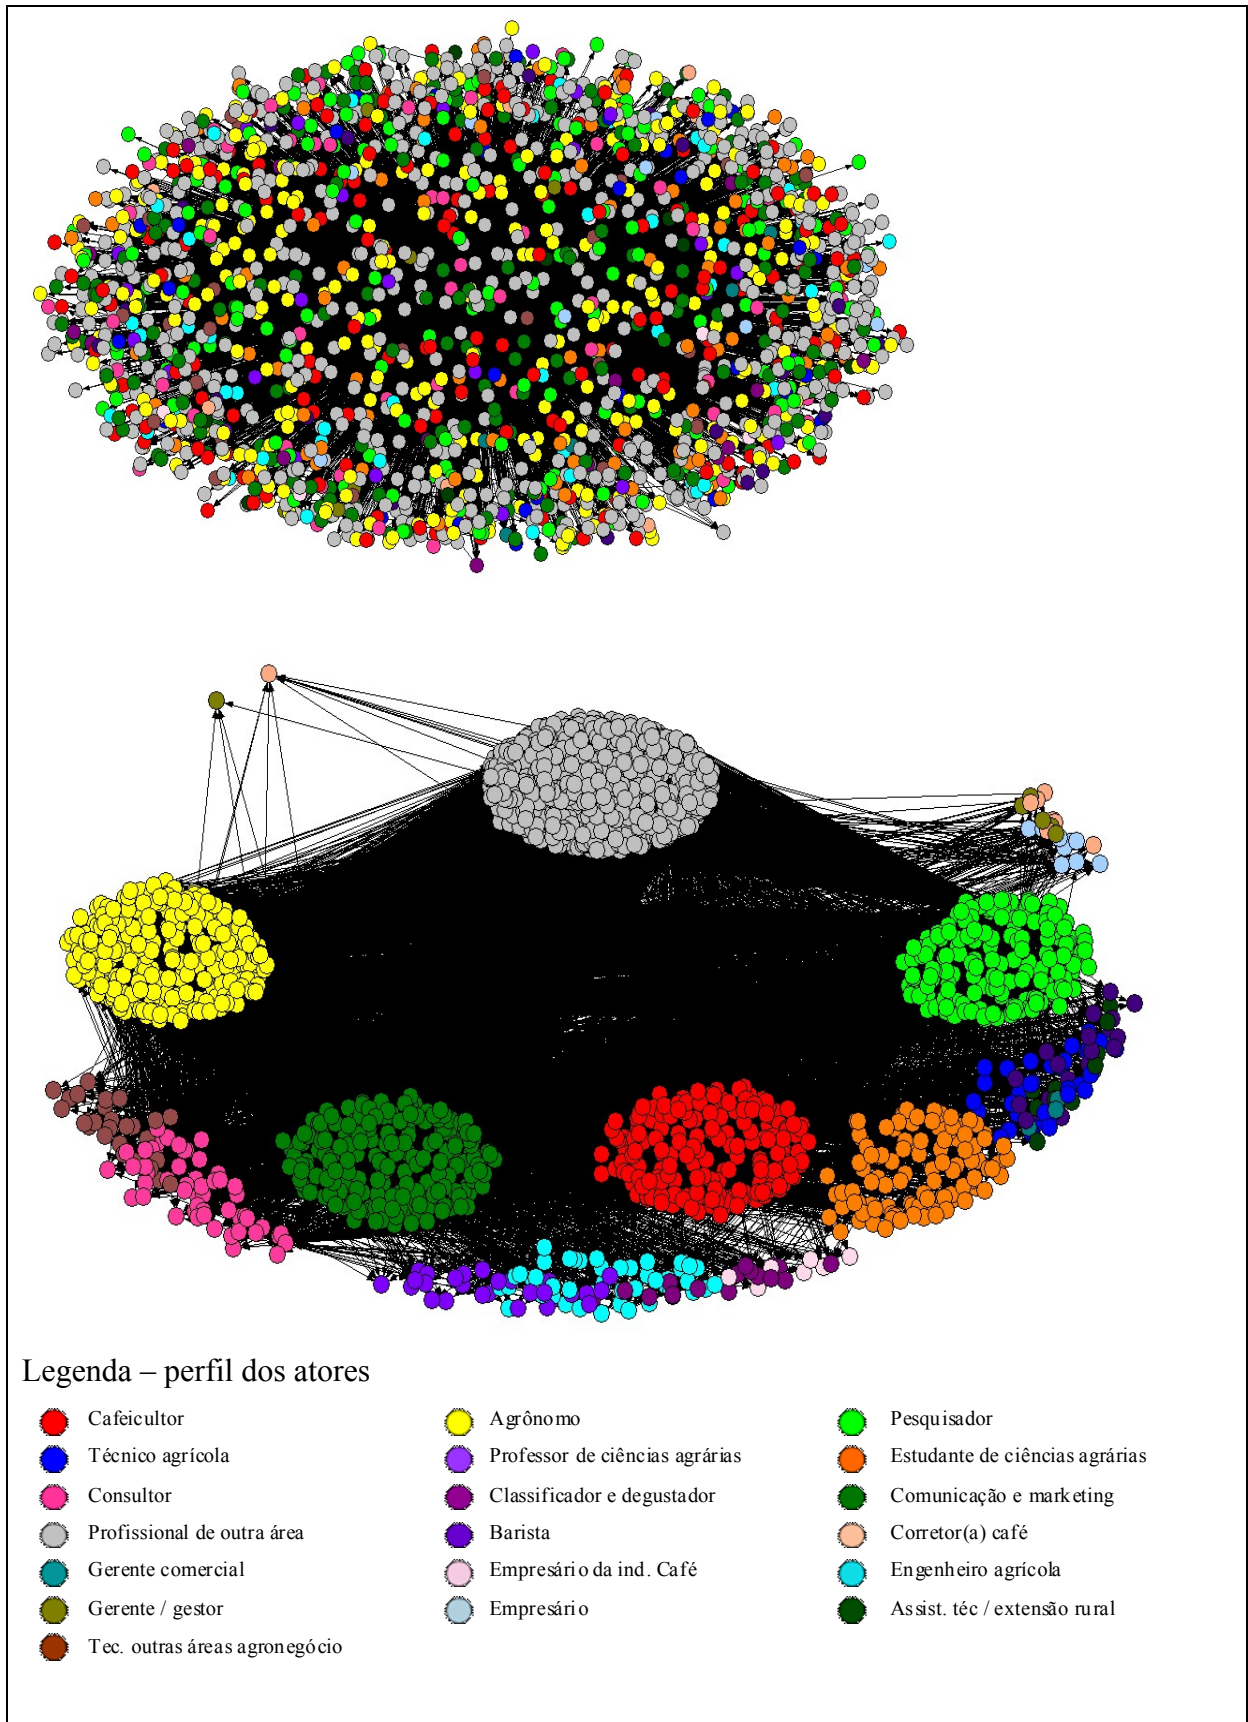 Legenda – perfil dos atores
Cafeicultor
Agrônomo
Pesquisador
Técnico agrícola
Professor de ciências agrárias
Estudante de ciências agrárias
Consultor
Classificador e degustador
Comunicação e marketing
Profissional de outra área
Barista
Corretor(a) café
Gerente comercial
Empresário da ind. Café
Engenheiro agrícola
Gerente / gestor
Empresário
Assist. téc / extensão rural
Tec. outras áreas agronegócio